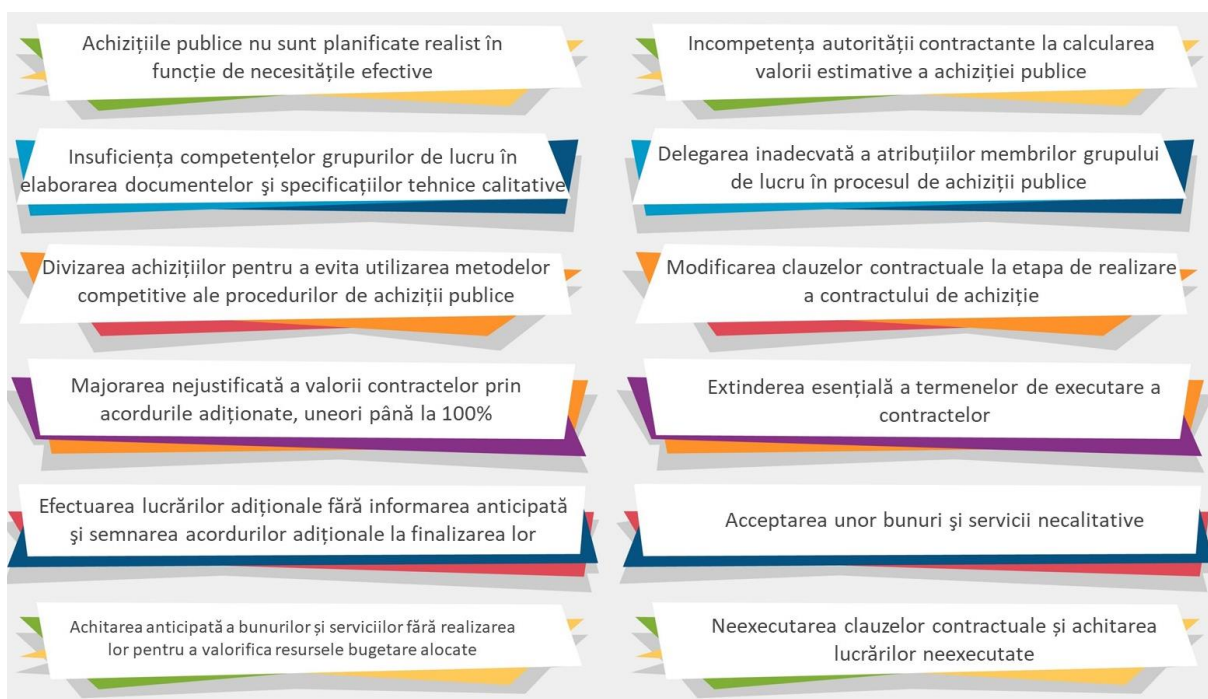 Achizițiile publice nu sunt planificate realist în
funcție de necesitățile efective
Incompetența autorității contractante la calcularea
valorii estimative a achiziției publice
Insuficiența competențelor grupurilor de lucru în
elaborarea documentelor şi specificațiilor tehnice calitative
Delegarea inadecvată a atribuțiilor membrilor grupului
de lucru în procesul de achiziții publice
Divizarea achizițiilor pentru a evita utilizarea metodelor
competitive ale procedurilor de achiziții publice
Modificarea clauzelor contractuale la etapa de realizare
a contractului de achiziție
Majorarea nejustificată a valorii contractelor prin
acordurile adiționate, uneori până la 100%
Extinderea esențială a termenelor de executare a
contractelor
Efectuarea lucrărilor adiționale fără informarea anticipată
şi semnarea acordurilor adiționale la finalizarea lor
Acceptarea unor bunuri şi servicii necalitative
Achitarea anticipată a bunurilor și serviciilor fără realizarea
lor pentru a valorifica resursele bugetare alocate
Neexecutarea clauzelor contractuale și achitarea
lucrărilor neexecutate